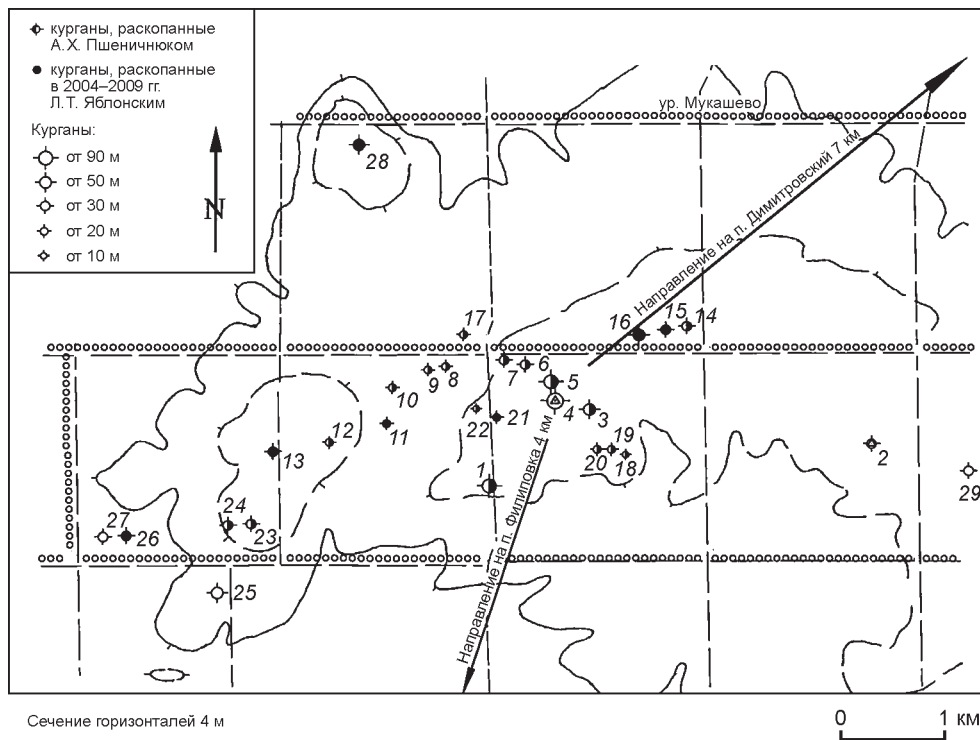 курганы, раскопанные
А.Х. Пшеничнюком
курганы, раскопанные
в 2004–2009 гг.
Л.Т. Яблонским
Курганы:
от 90 м
от 50 м
от 30 м
от 20 м
от 10 м
N
ур. Мукашево
Направление на п. Димитровский 7 км
28
17
16
15
14
9
8
7
6
5
10
4
3
11
22
21
12
13
19
20
18
2
1
29
24
23
27
26
25
Направление на п. Филиповка 4 км
Сечение горизонталей 4 м
0
1 км